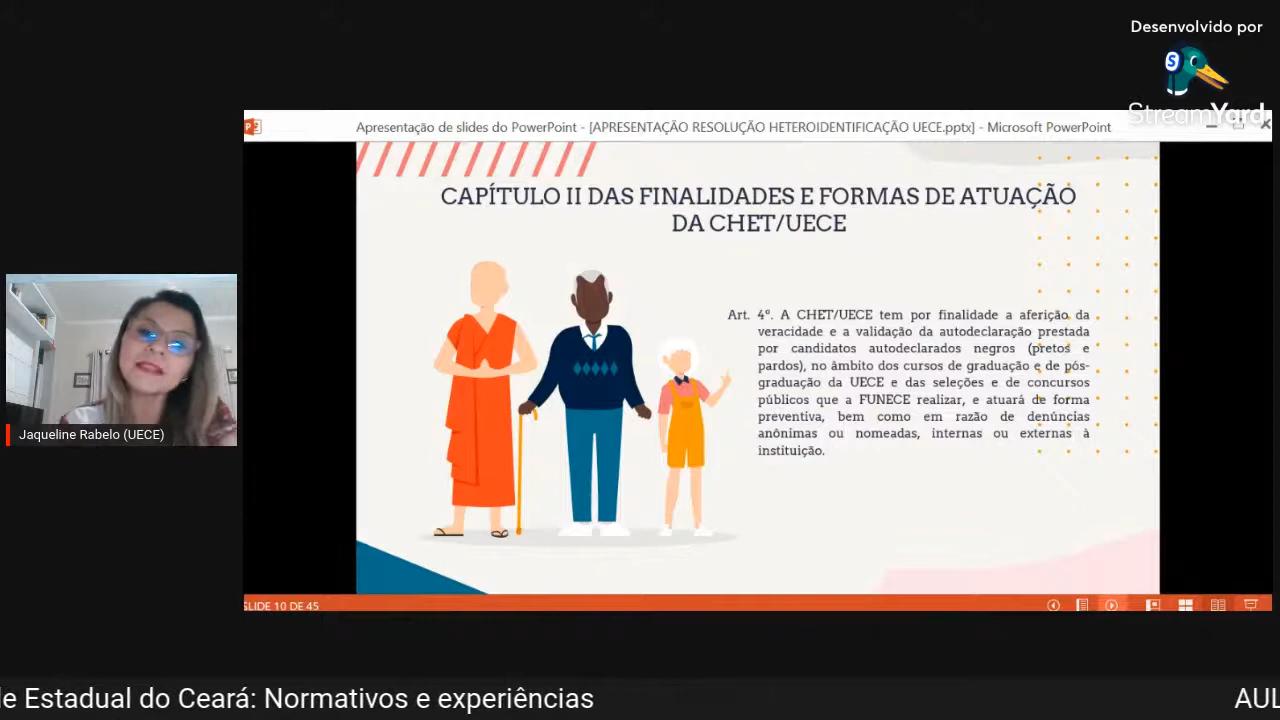 Desenvolvido por
StreamYard
Apresentação de slides do PowerPoint - [APRESENTAÇÃO RESOLUÇÃO HETEROIDENTIFICAÇÃO UECE.pptx] - Microsoft PowerPoint
CAPÍTULO II DAS FINALIDADES E FORMAS DE ATUAÇÃO
DA CHET/UECE
Art. 4º. A CHET/UECE tem por finalidade a aferição da
veracidade e a validação da autodeclaração prestada
por candidatos autodeclarados negros (pretos e
pardos), no âmbito dos cursos de graduação e de pós-
graduação da UECE e das seleções e de concursos
públicos que a FUNECE realizar, e atuará de forma
preventiva, bem como em razão de denúncias
anônimas ou nomeadas, internas ou externas à
instituição.
Jaqueline Rabelo (UECE)
SLIDE 10 DE 45
de Estadual do Ceará: Normativos e experiências
AUL